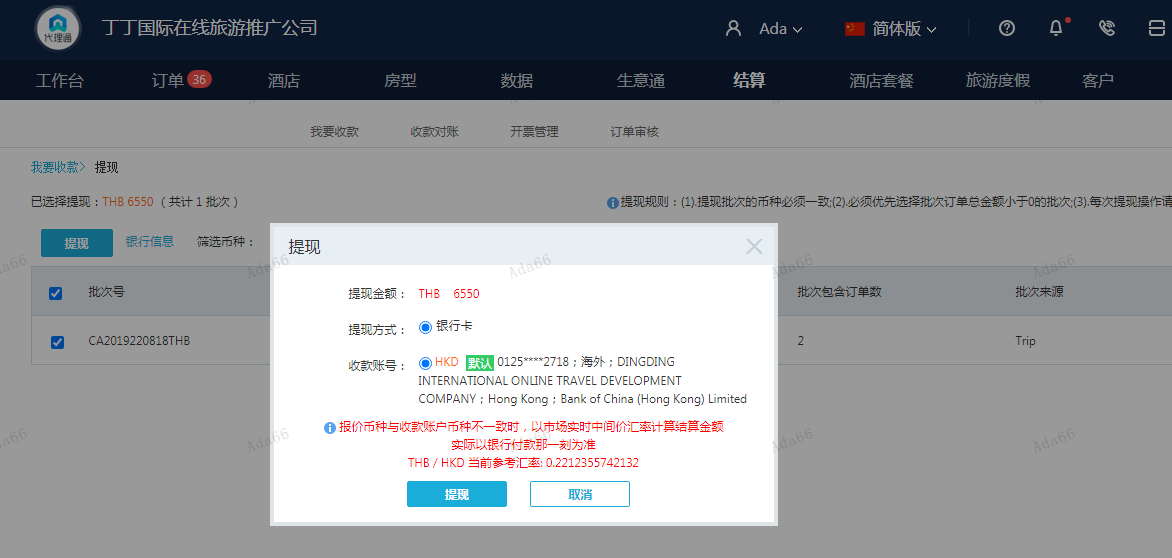 代理通
丁丁国际在线旅游推广公司
Ada
简体版
工作台
订单 36
酒店
房型
数据
生意通
结算
酒店套餐
旅游度假
客户
我要收款
收款对账
开票管理
订单审核
我要收款> 提现
已选择提现：THB 6550 （ 共计 1 批次 ）
提现规则：(1).提现批次的币种必须一致;(2).必须优先选择批次订单总金额小于0的批次;(3).每次提现操作请
提现
银行信息
筛选币种：
批次号
批次包含订单数
批次来源
CA2019220818THB
2
Trip
提现
提现金额： THB 6550
提现方式： 银行卡
收款账号： HKD 默认 0125****2718；海外；DINGDING
INTERNATIONAL ONLINE TRAVEL DEVELOPMENT
COMPANY；Hong Kong；Bank of China (Hong Kong) Limited
报价币种与收款账户币种不一致时，以市场实时中间价汇率计算结算金额
实际以银行付款那一刻为准
THB / HKD 当前参考汇率: 0.2212355742132
提现
取消
Ada66
Ada66
Ada66
Ada66
Ada66
Ada66
Ada66